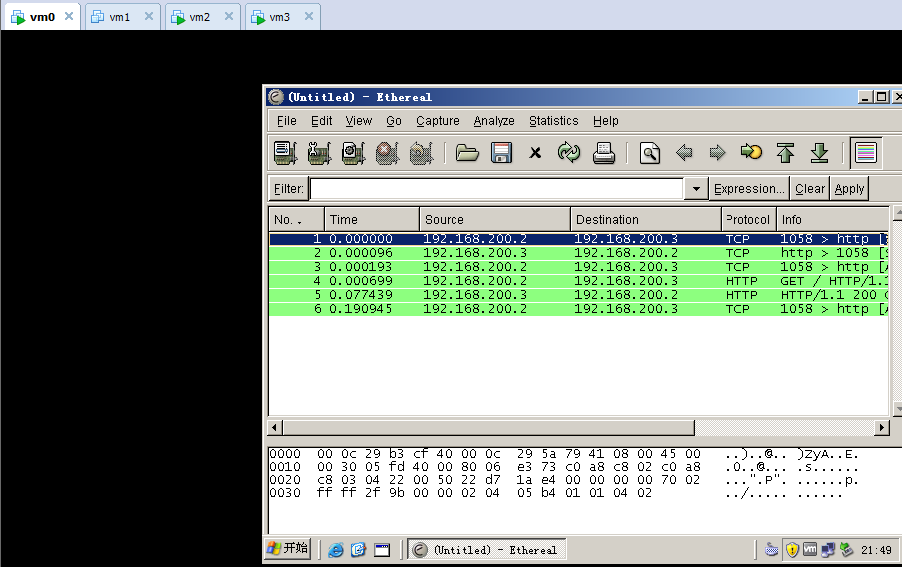 vm0 vm1 vm2 vm3
(Untitled) - Ethereal
File Edit View Go Capture Analyze Statistics Help
Filter: Expression... Clear Apply
No. Time Source Destination Protocol Info
1 0.000000 192.168.200.2 192.168.200.3 TCP 1058 > http
2 0.000096 192.168.200.3 192.168.200.2 TCP http > 1058 [S
3 0.000193 192.168.200.2 192.168.200.3 TCP 1058 > http [A
4 0.000699 192.168.200.2 192.168.200.3 HTTP GET / HTTP/1.1
5 0.077439 192.168.200.3 192.168.200.2 HTTP HTTP/1.1 200
6 0.190945 192.168.200.2 192.168.200.3 TCP 1058 > http [A
0000 00 0c 29 b3 cf 40 00 0c 29 5a 79 41 08 00 45 00 ..)..@.. )ZyA..E.
0010 00 30 05 fd 40 00 80 06 e3 73 c0 a8 c8 02 c0 a8 .0..@... .s......
0020 c8 03 04 22 00 50 22 d7 1a e4 00 00 00 00 70 02 ...".P". ......p.
0030 ff ff 2f 9b 00 00 02 04 05 b4 01 01 04 02 ../..... ......
开始 (Untitled) - Ethereal vm 21:49